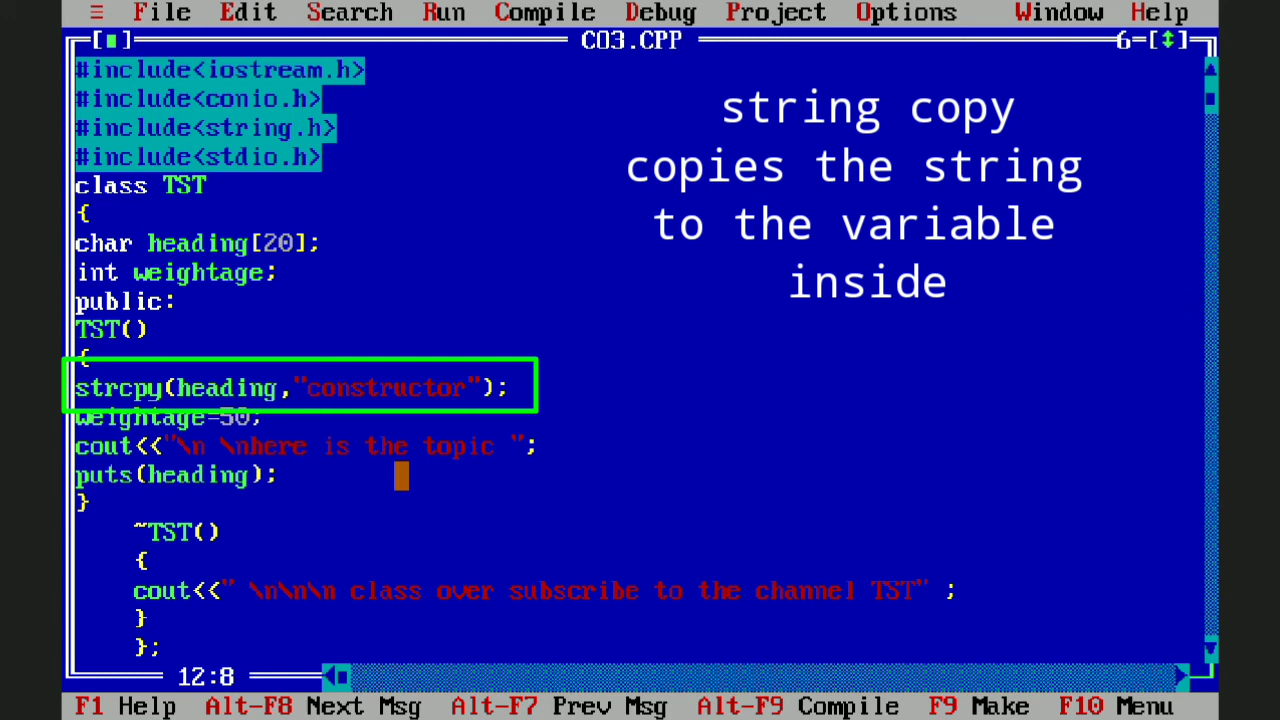 ≡ File Edit Search Run Compile Debug Project Options Window Help
[▪] CO3.CPP 6=[↕]
#include<iostream.h>
#include<conio.h>
#include<string.h>
#include<stdio.h>
class TST
{
char heading[20];
int weightage;
public:
TST()
{
strcpy(heading,"constructor");
weightage=50;
cout<<"\n \nhere is the topic ";
puts(heading);
}
~TST()
{
cout<<" \n\n\n class over subscribe to the channel TST" ;
}
};
string copy
copies the string
to the variable
inside
12:8
F1 Help Alt-F8 Next Msg Alt-F7 Prev Msg Alt-F9 Compile F9 Make F10 Menu